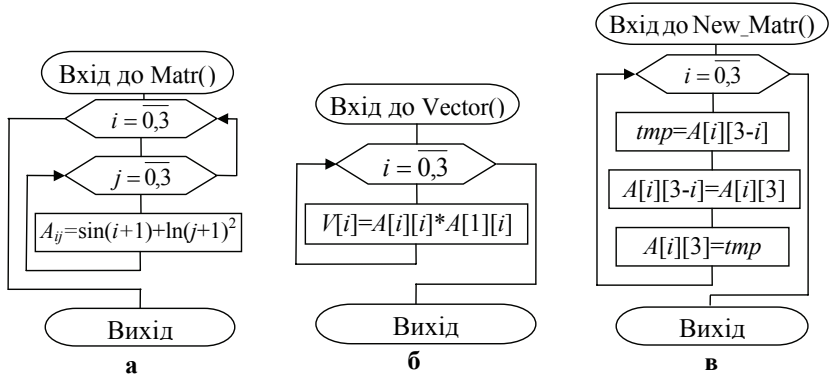 Вхід до Matr()
i = 0,3
j = 0,3
A_ij=sin(i+1)+ln(j+1)²
Вихід
а
Вхід до Vector()
i = 0,3
V[i]=A[i][i]*A[1][i]
Вихід
б
Вхід до New_Matr()
i = 0,3
tmp=A[i][3-i]
A[i][3-i]=A[i][3]
A[i][3]=tmp
Вихід
в